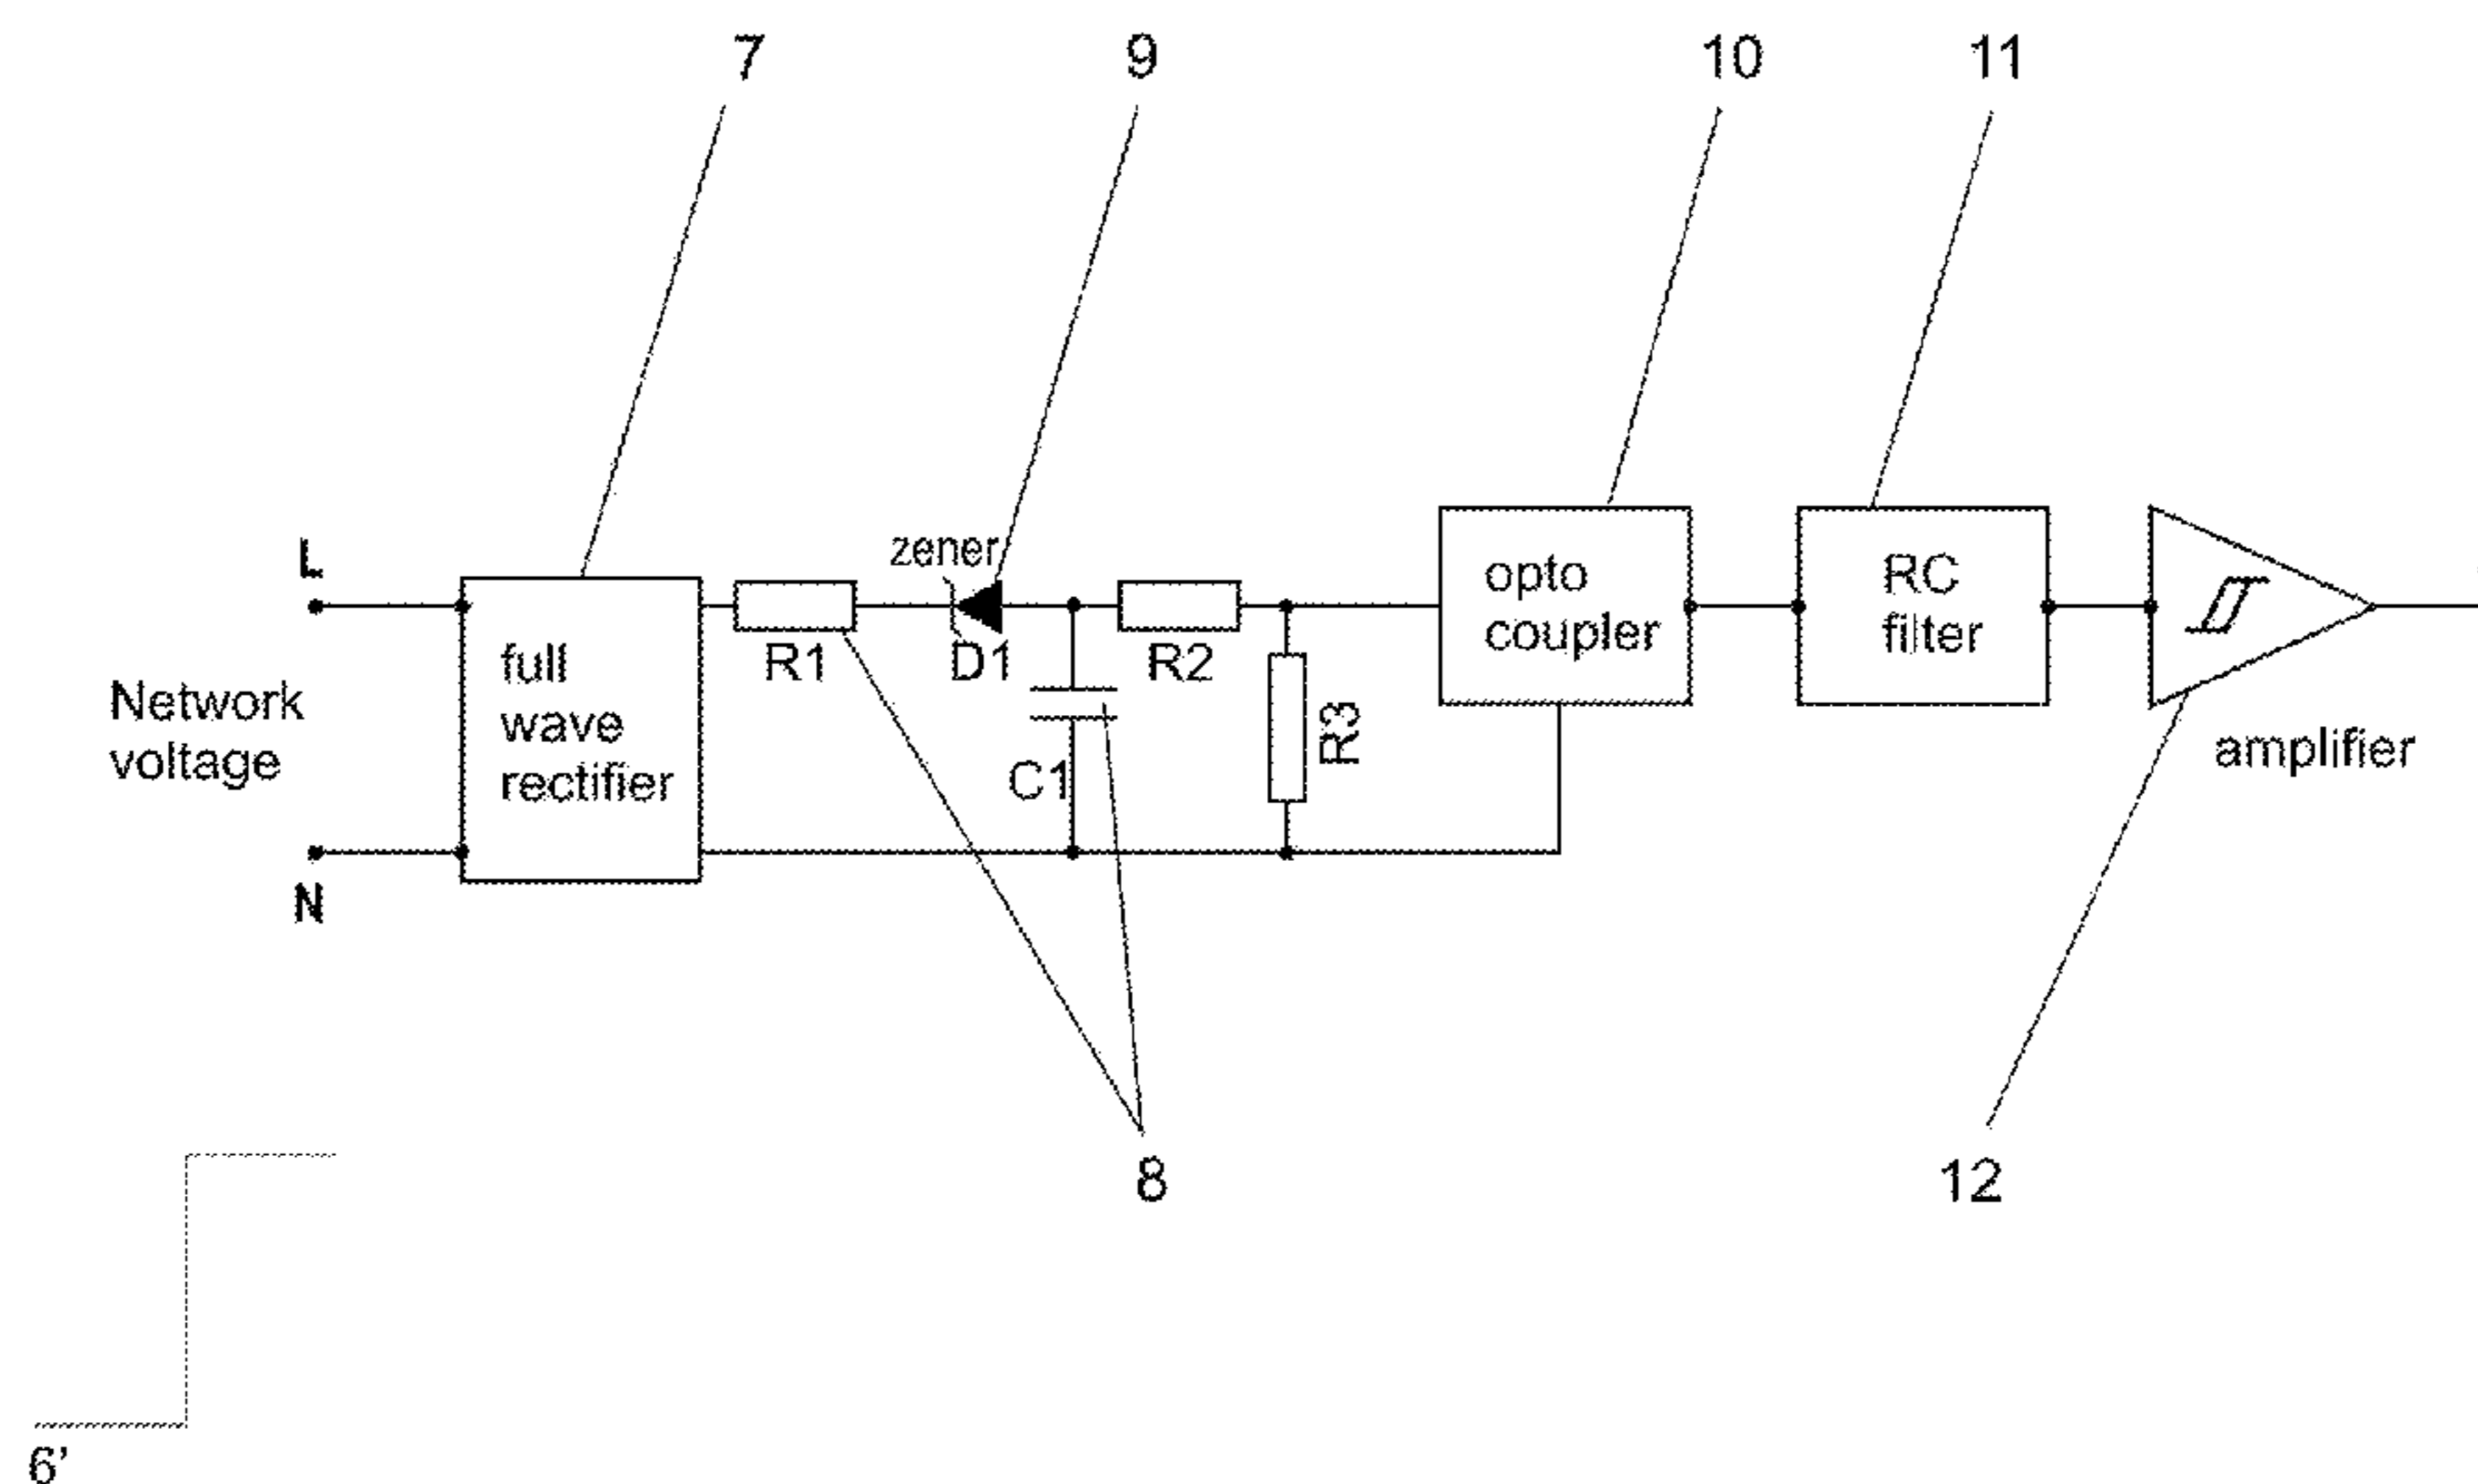 7
9
10
11
L
zener
R1
D1
R2
opto
coupler
RC
filter
full
wave
rectifier
Network
voltage
C1
R3
amplifier
N
8
12
6'